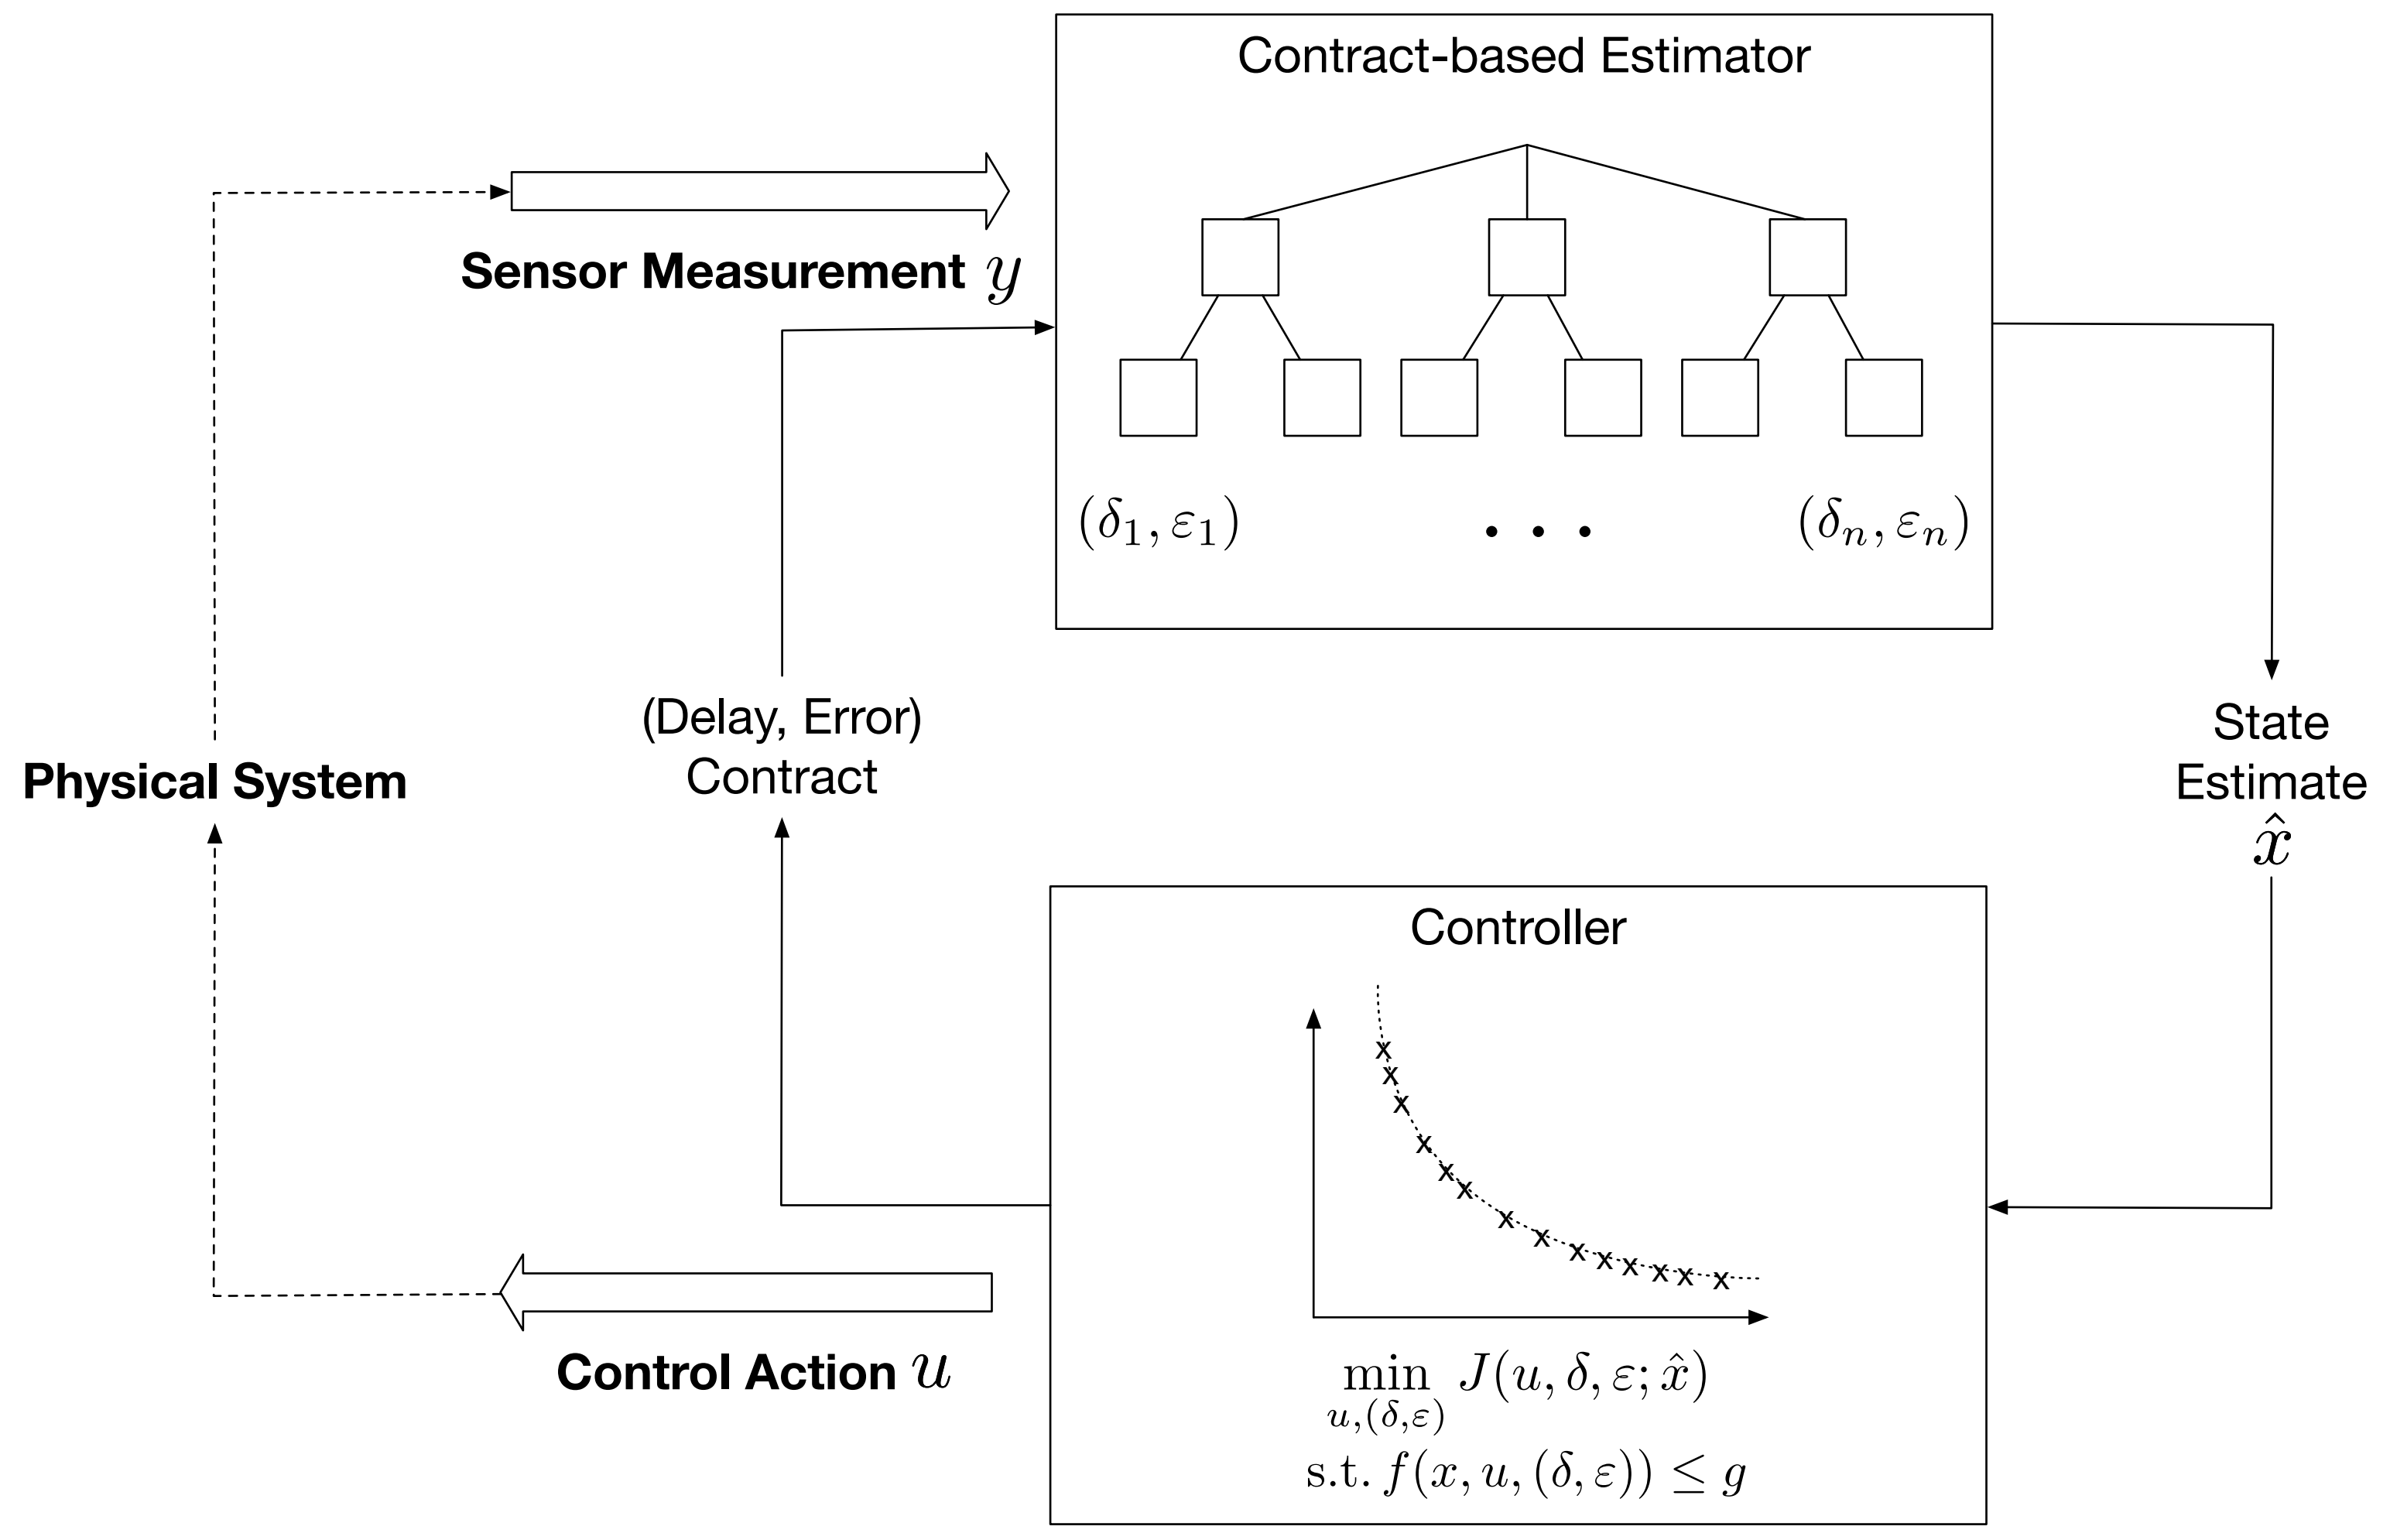 Contract-based Estimator
Sensor Measurement y
(δ₁, ε₁) • • • (δₙ, εₙ)
(Delay, Error)
Contract
State
Estimate
x̂
Physical System
Controller
x x x x x x x x x x x x x x
Control Action u
min J(u, δ, ε; x̂)
u,(δ,ε)
s.t. f(x, u, (δ, ε)) ≤ g